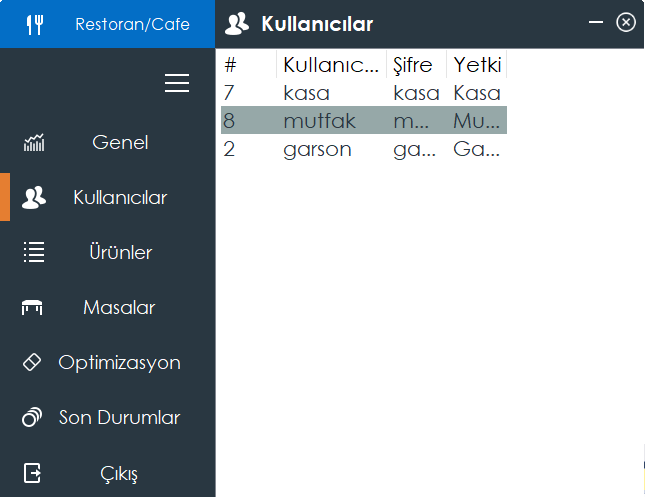 Restoran/Cafe
Kullanıcılar
Genel
Kullanıcılar
Ürünler
Masalar
Optimizasyon
Son Durumlar
Çıkış
# Kullanıc... Şifre Yetki
7 kasa kasa Kasa
8 mutfak m... Mu...
2 garson ga... Ga...